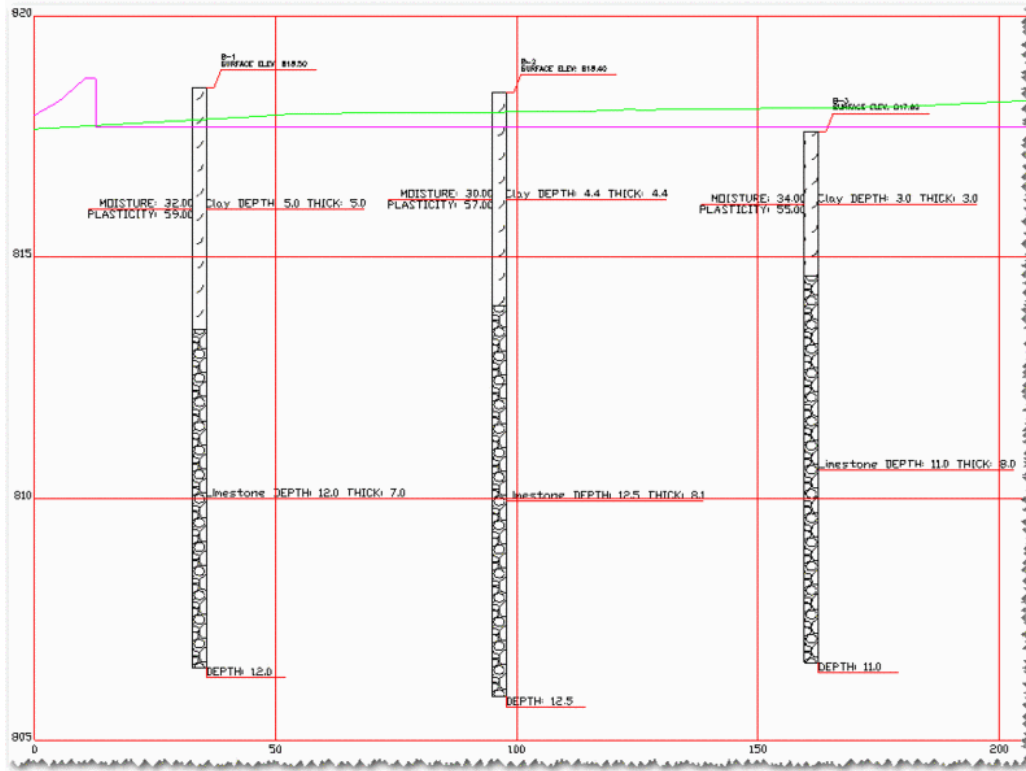 820
B-1
SURFACE ELEV: 818.50
B-2
SURFACE ELEV: 818.40
B-3
SURFACE ELEV: 817.60
MOISTURE: 32.00 Clay DEPTH: 5.0 THICK: 5.0
PLASTICITY: 59.00
MOISTURE: 30.00 Clay DEPTH: 4.4 THICK: 4.4
PLASTICITY: 57.00
MOISTURE: 34.00 Clay DEPTH: 3.0 THICK: 3.0
PLASTICITY: 55.00
815
Limestone DEPTH: 11.0 THICK: 8.0
810
Limestone DEPTH: 12.0 THICK: 7.0
Limestone DEPTH: 12.5 THICK: 8.1
DEPTH: 12.0
DEPTH: 12.5
DEPTH: 11.0
805
0 50 100 150 200